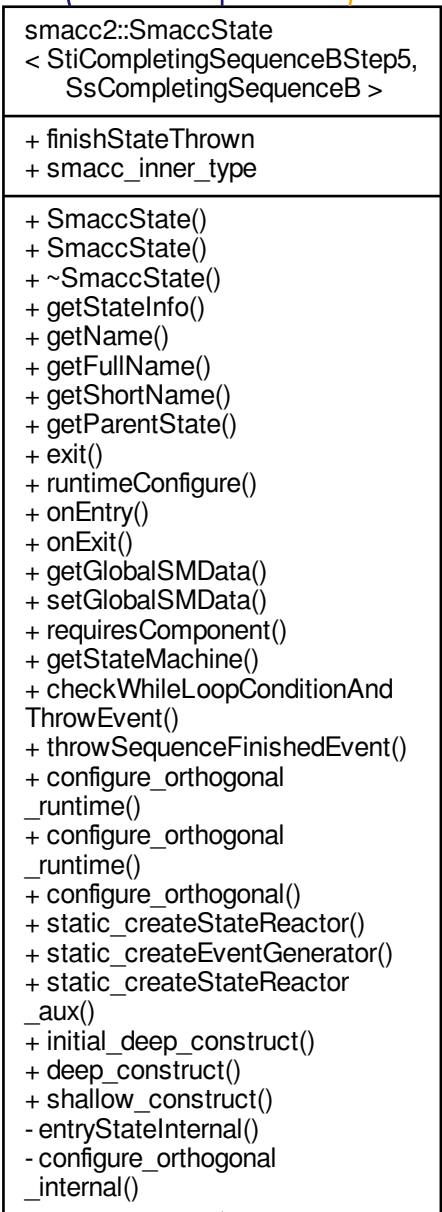 smacc2::SmaccState
< StiCompletingSequenceBStep5,
SsCompletingSequenceB >
+ finishStateThrown
+ smacc_inner_type
+ SmaccState()
+ SmaccState()
+ ~SmaccState()
+ getStateInfo()
+ getName()
+ getFullName()
+ getShortName()
+ getParentState()
+ exit()
+ runtimeConfigure()
+ onEntry()
+ onExit()
+ getGlobalSMData()
+ setGlobalSMData()
+ requiresComponent()
+ getStateMachine()
+ checkWhileLoopConditionAnd
ThrowEvent()
+ throwSequenceFinishedEvent()
+ configure_orthogonal
_runtime()
+ configure_orthogonal
_runtime()
+ configure_orthogonal()
+ static_createStateReactor()
+ static_createEventGenerator()
+ static_createStateReactor
_aux()
+ initial_deep_construct()
+ deep_construct()
+ shallow_construct()
- entryStateInternal()
- configure_orthogonal
_internal()